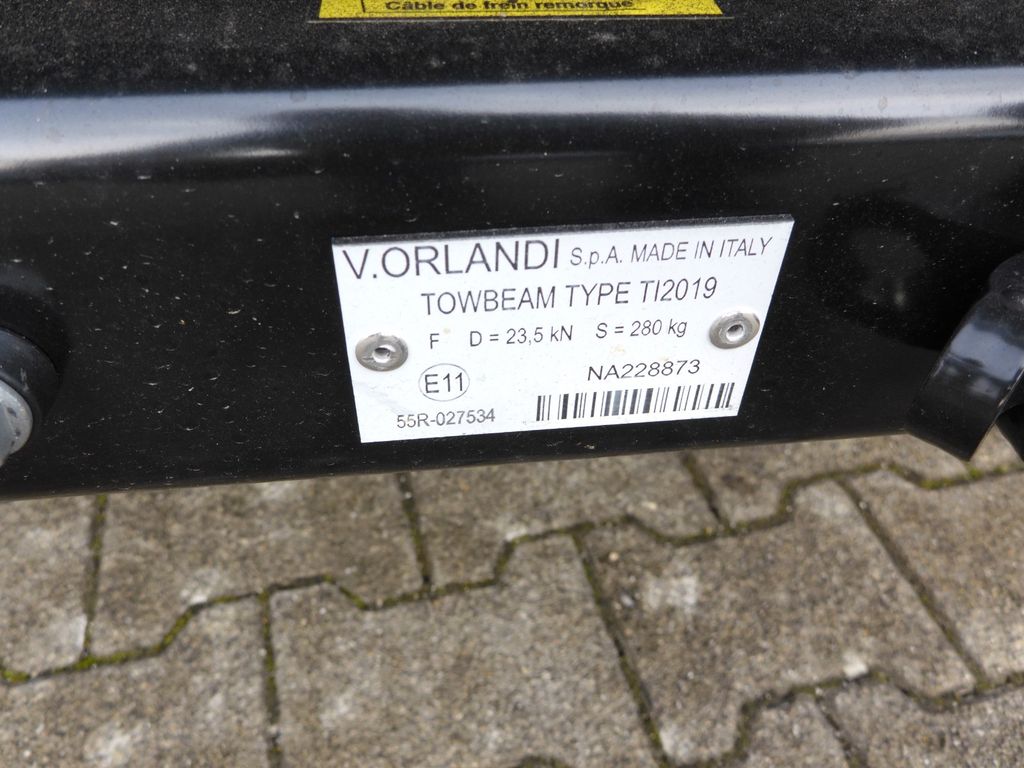 Câble de frein remorque
V.ORLANDI S.p.A. MADE IN ITALY
TOWBEAM TYPE TI2019
F D = 23,5 kN S = 280 kg
E11 NA228873
55R-027534